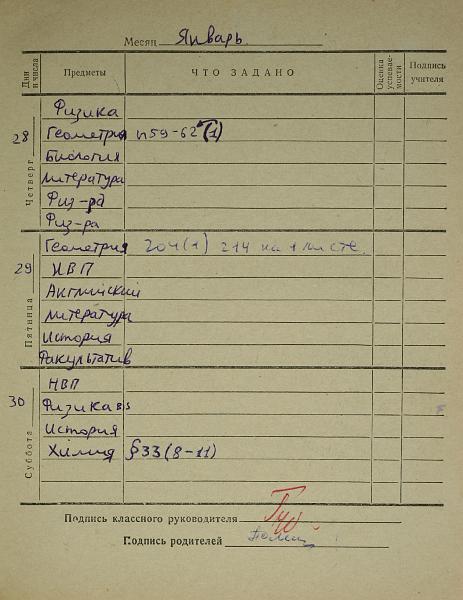 Месяц Январь
Дни и числа Предметы ЧТО ЗАДАНО Оценка успеваемости Подпись учителя
28 Четверг
Физика
Геометрия п59-62 (1)
Биология
Литература
Физ-ра
Физ-ра
29 Пятница
Геометрия 204(1) 214 на листе.
НВП
Английский
Литература
История
Факультатив
30 Суббота
НВП
Физика
История
Химия §33 (8-11)
Подпись классного руководителя
Подпись родителей